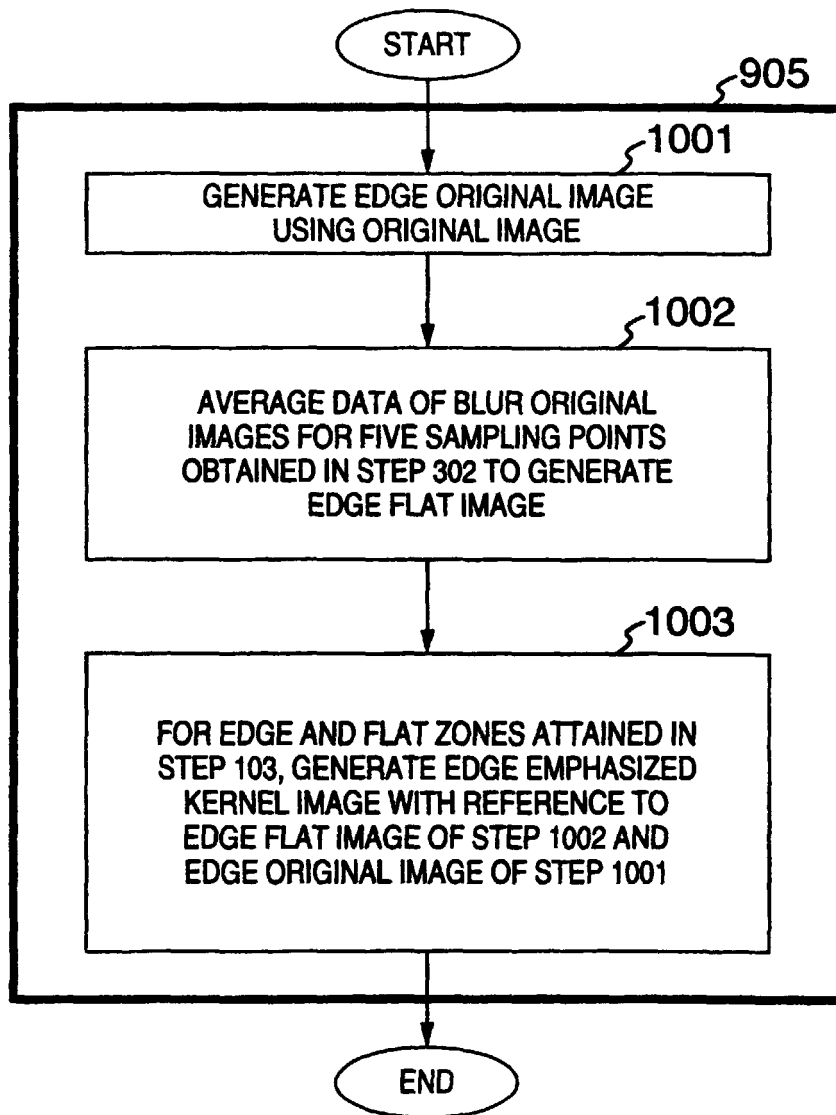 START
905
1001
GENERATE EDGE ORIGINAL IMAGE
USING ORIGINAL IMAGE
1002
AVERAGE DATA OF BLUR ORIGINAL
IMAGES FOR FIVE SAMPLING POINTS
OBTAINED IN STEP 302 TO GENERATE
EDGE FLAT IMAGE
1003
FOR EDGE AND FLAT ZONES ATTAINED IN
STEP 103, GENERATE EDGE EMPHASIZED
KERNEL IMAGE WITH REFERENCE TO
EDGE FLAT IMAGE OF STEP 1002 AND
EDGE ORIGINAL IMAGE OF STEP 1001
END